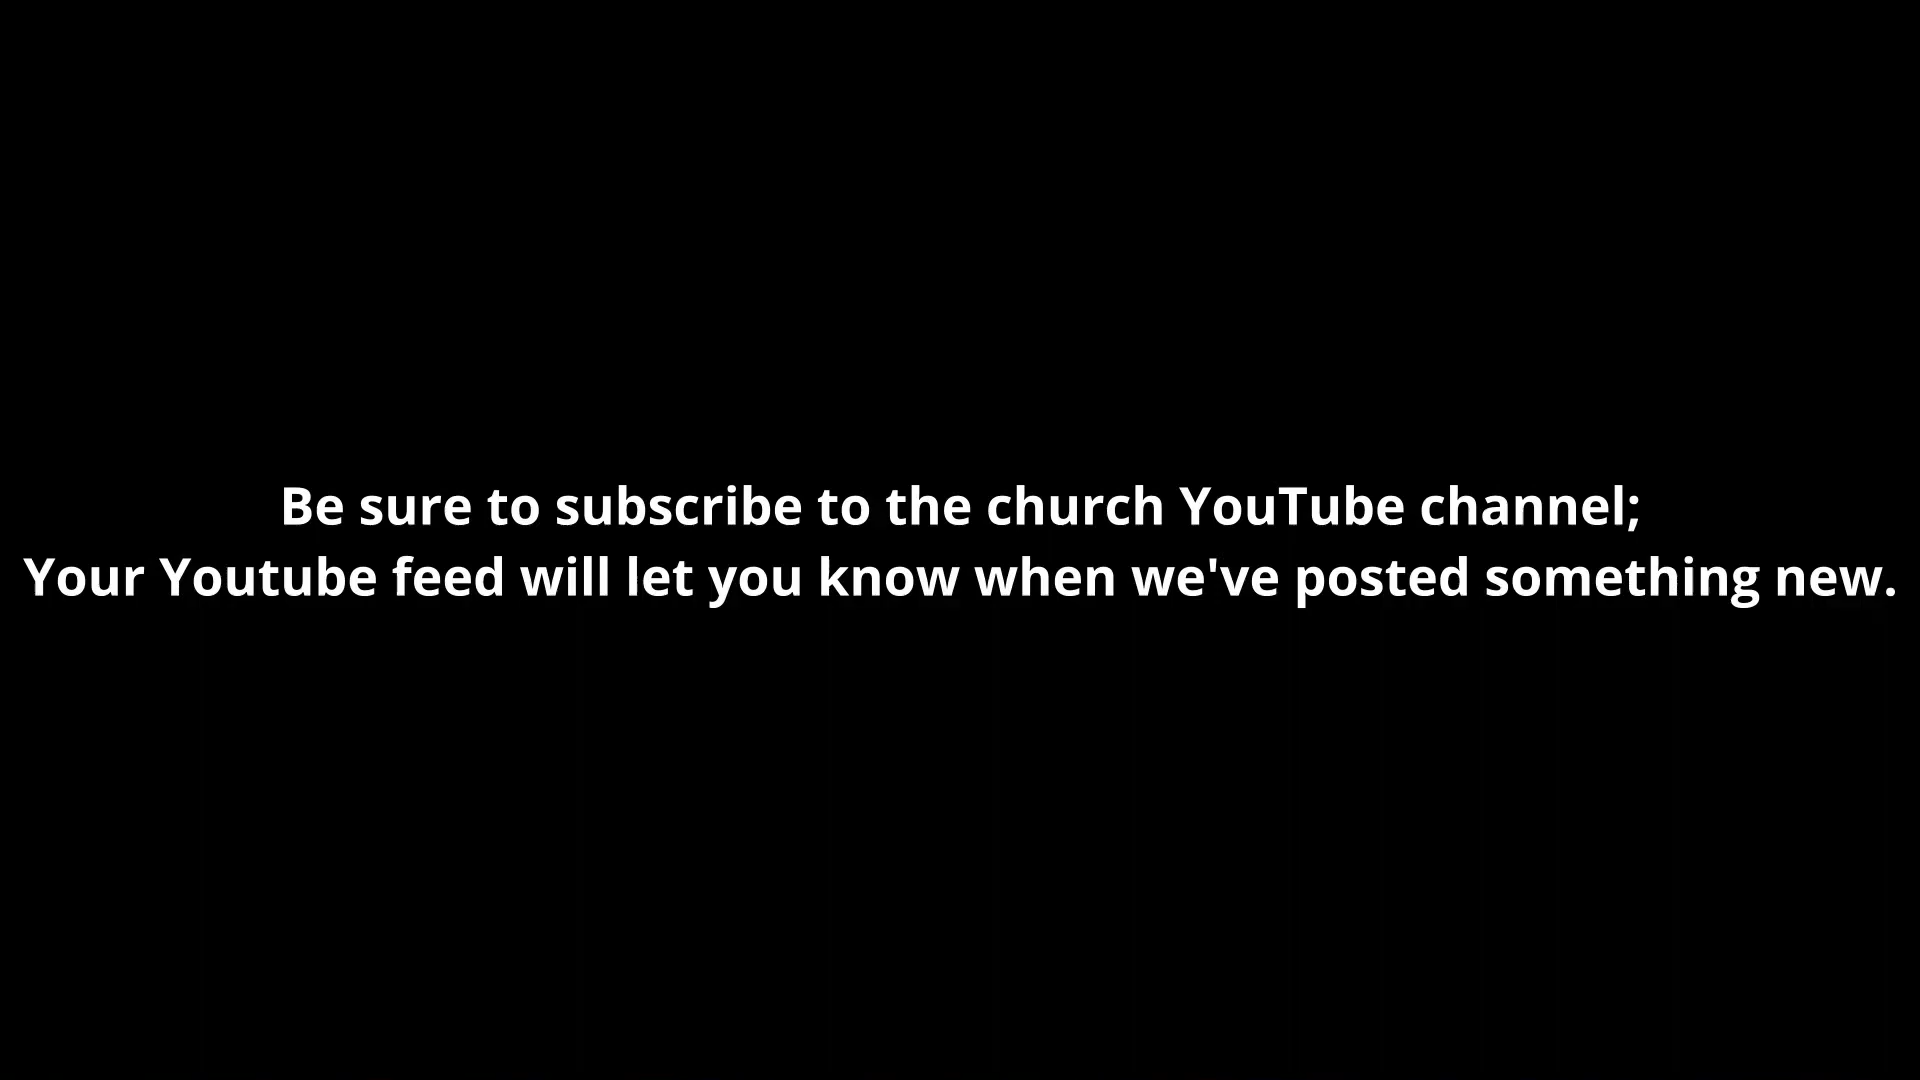 Be sure to subscribe to the church YouTube channel;
Your Youtube feed will let you know when we've posted something new.